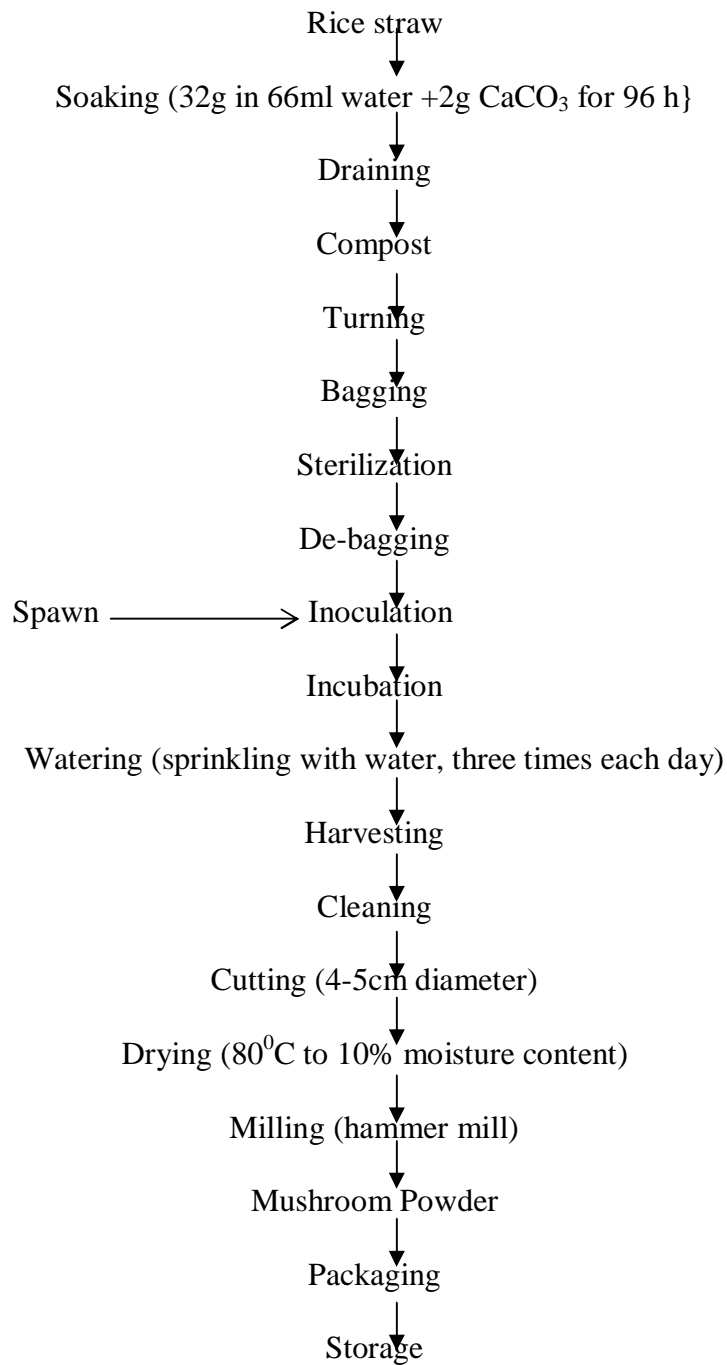 Rice straw
Soaking (32g in 66ml water +2g CaCO₃ for 96 h}
Draining
Compost
Turning
Bagging
Sterilization
De-bagging
Spawn Inoculation
Incubation
Watering (sprinkling with water, three times each day)
Harvesting
Cleaning
Cutting (4-5cm diameter)
Drying (80⁰C to 10% moisture content)
Milling (hammer mill)
Mushroom Powder
Packaging
Storage